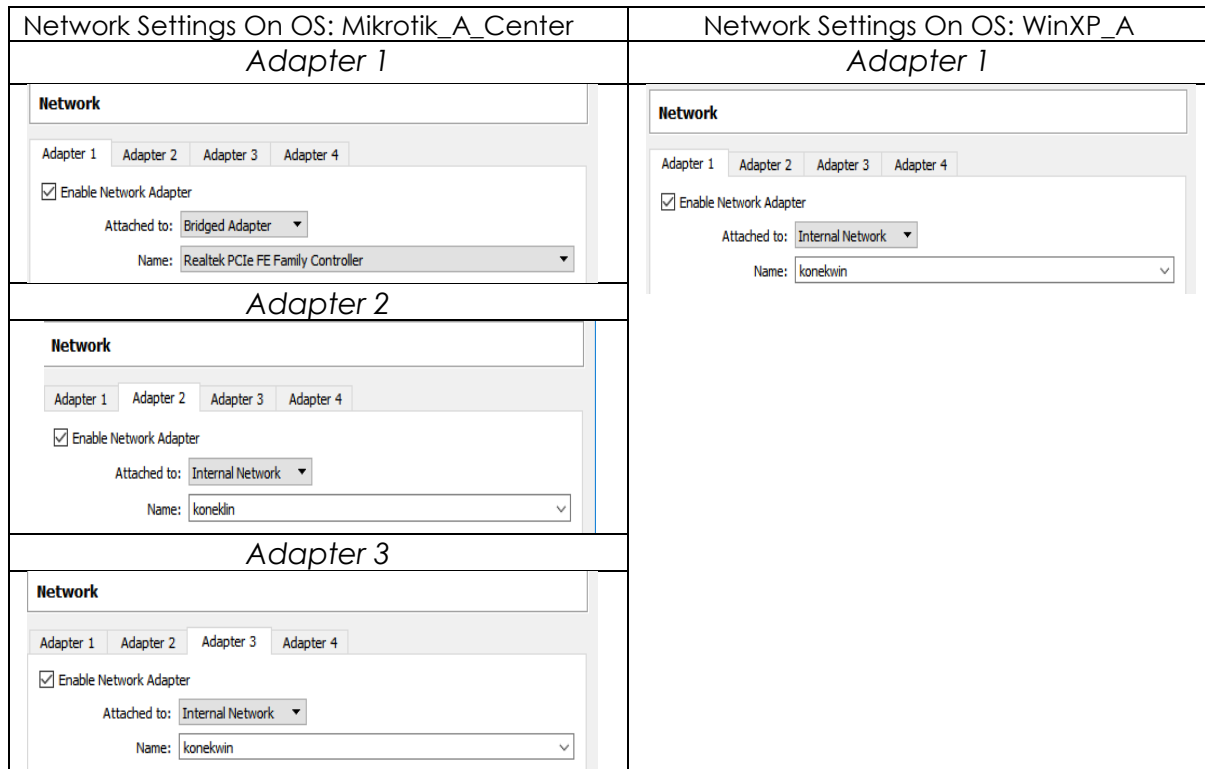 Network Settings On OS: Mikrotik_A_Center
Network Settings On OS: WinXP_A
Adapter 1
Adapter 1
Network
Adapter 1 Adapter 2 Adapter 3 Adapter 4
Enable Network Adapter
Attached to: Bridged Adapter
Name: Realtek PCIe FE Family Controller
Network
Adapter 1 Adapter 2 Adapter 3 Adapter 4
Enable Network Adapter
Attached to: Internal Network
Name: konekwin
Adapter 2
Network
Adapter 1 Adapter 2 Adapter 3 Adapter 4
Enable Network Adapter
Attached to: Internal Network
Name: koneklin
Adapter 3
Network
Adapter 1 Adapter 2 Adapter 3 Adapter 4
Enable Network Adapter
Attached to: Internal Network
Name: konekwin